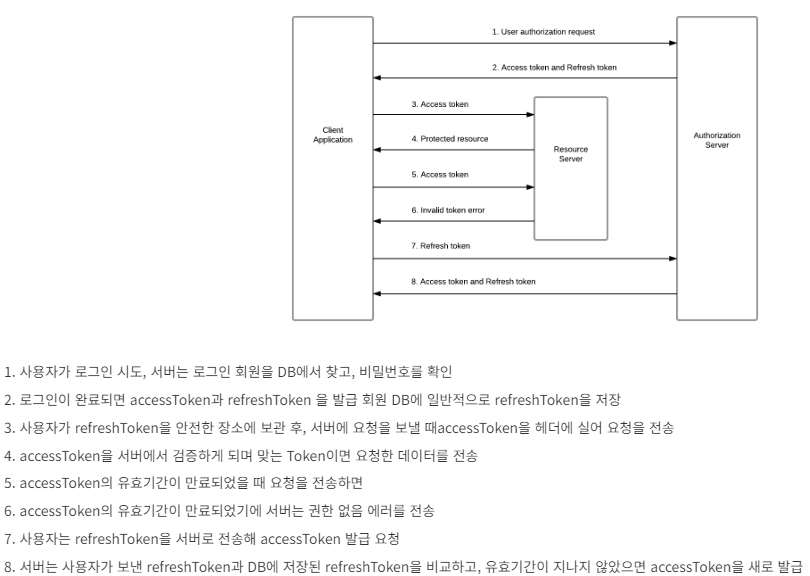 1. User authorization request
2. Access token and Refresh token
3. Access token
Client
Application
4. Protected resource
Resource
Server
Authorization
Server
5. Access token
6. Invalid token error
7. Refresh token
8. Access token and Refresh token
1. 사용자가 로그인 시도, 서버는 로그인 회원을 DB에서 찾고, 비밀번호를 확인
2. 로그인이 완료되면 accessToken과 refreshToken 을 발급 회원 DB에 일반적으로 refreshToken을 저장
3. 사용자가 refreshToken을 안전한 장소에 보관 후, 서버에 요청을 보낼 때accessToken을 헤더에 실어 요청을 전송
4. accessToken을 서버에서 검증하게 되며 맞는 Token이면 요청한 데이터를 전송
5. accessToken의 유효기간이 만료되었을 때 요청을 전송하면
6. accessToken의 유효기간이 만료되었기에 서버는 권한 없음 에러를 전송
7. 사용자는 refreshToken을 서버로 전송해 accessToken 발급 요청
8. 서버는 사용자가 보낸 refreshToken과 DB에 저장된 refreshToken을 비교하고, 유효기간이 지나지 않았으면 accessToken을 새로 발급